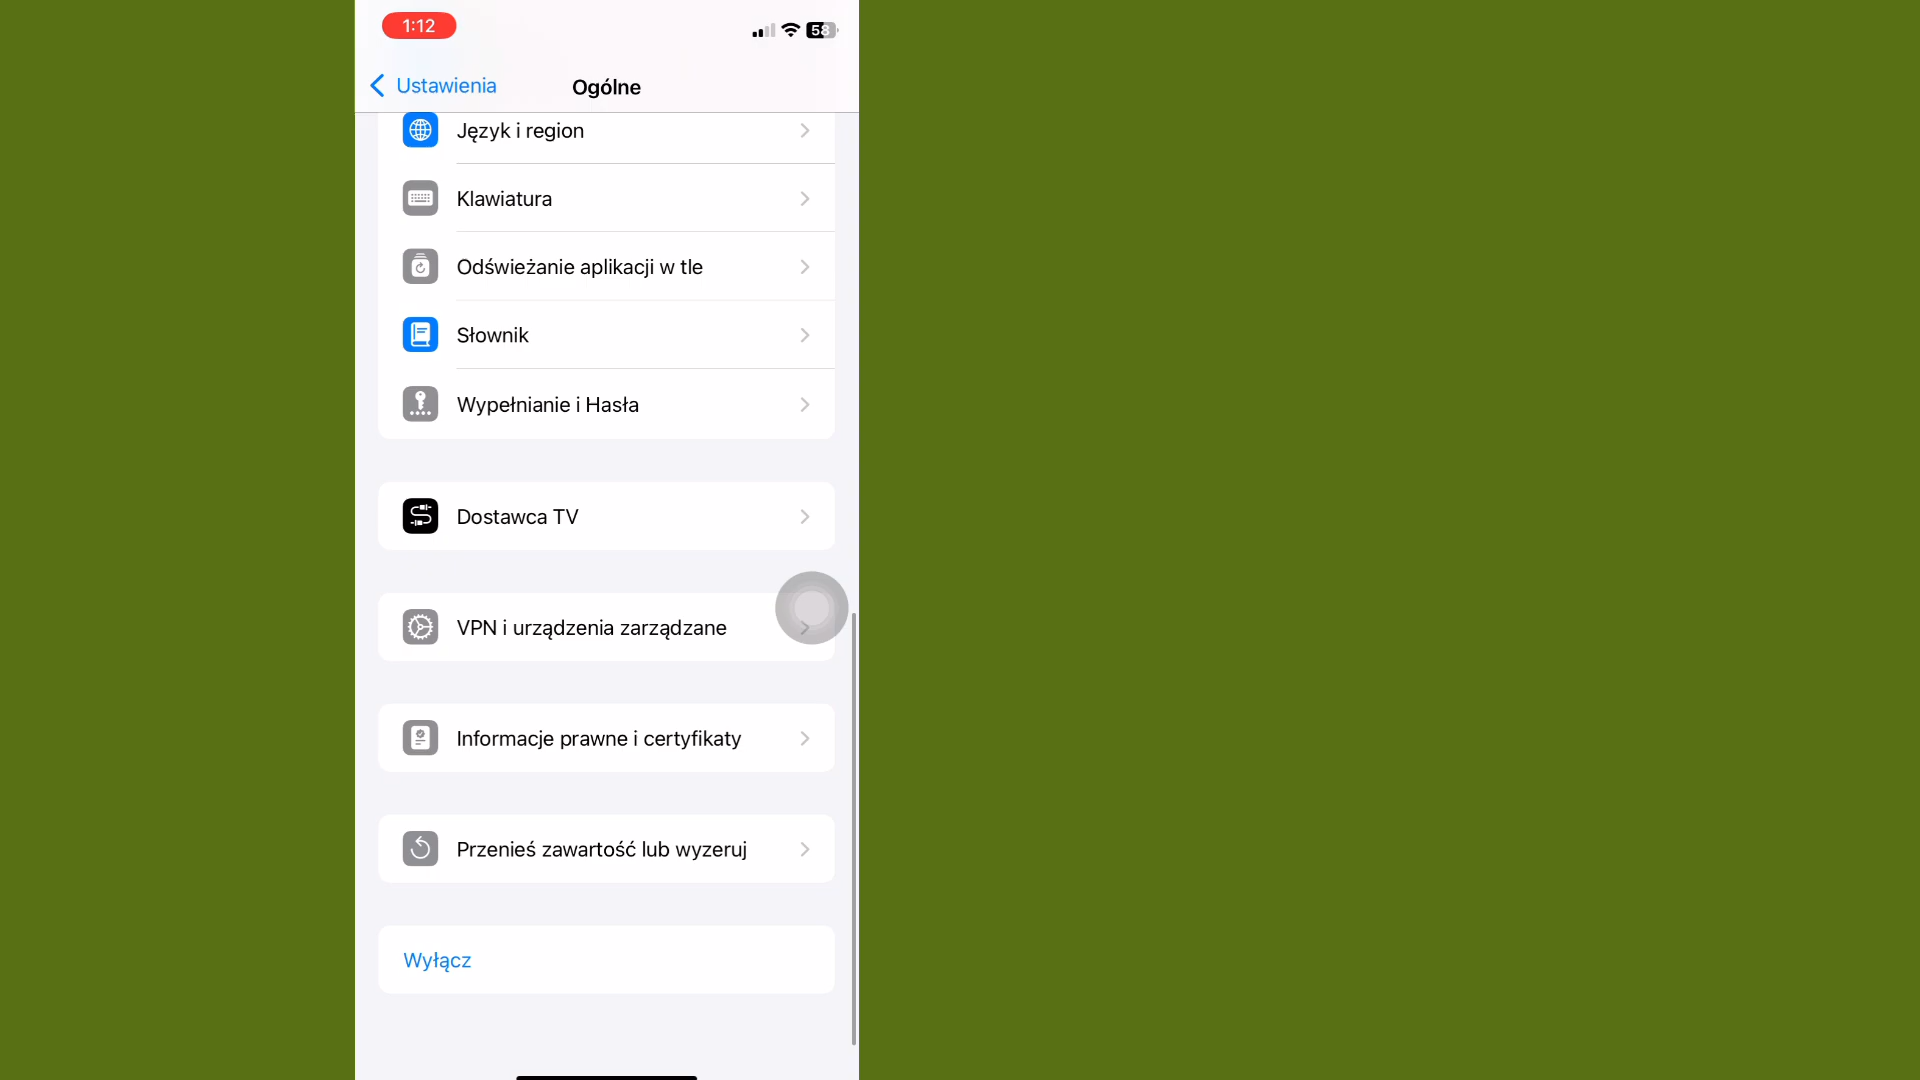 1:12
58
Ustawienia
Ogólne
Język i region
Klawiatura
Odświeżanie aplikacji w tle
Słownik
Wypełnianie i Hasła
Dostawca TV
VPN i urządzenia zarządzane
Informacje prawne i certyfikaty
Przenieś zawartość lub wyzeruj
Wyłącz